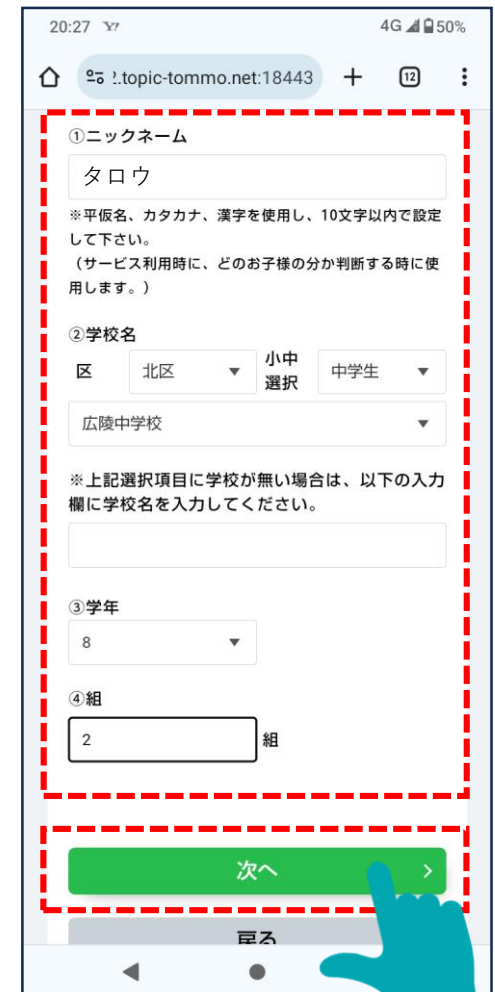 20:27 Y? 4G 50%
2.topic-tommo.net:18443 + 12
①ニックネーム
タロウ
※平仮名、カタカナ、漢字を使用し、10文字以内で設定
して下さい。
（サービス利用時に、どのお子様の分か判断する時に使
用します。）
②学校名
区 北区 小中 中学生
選択
広陵中学校
※上記選択項目に学校が無い場合は、以下の入力
欄に学校名を入力してください。
③学年
8
④組
2 組
次へ
戻る